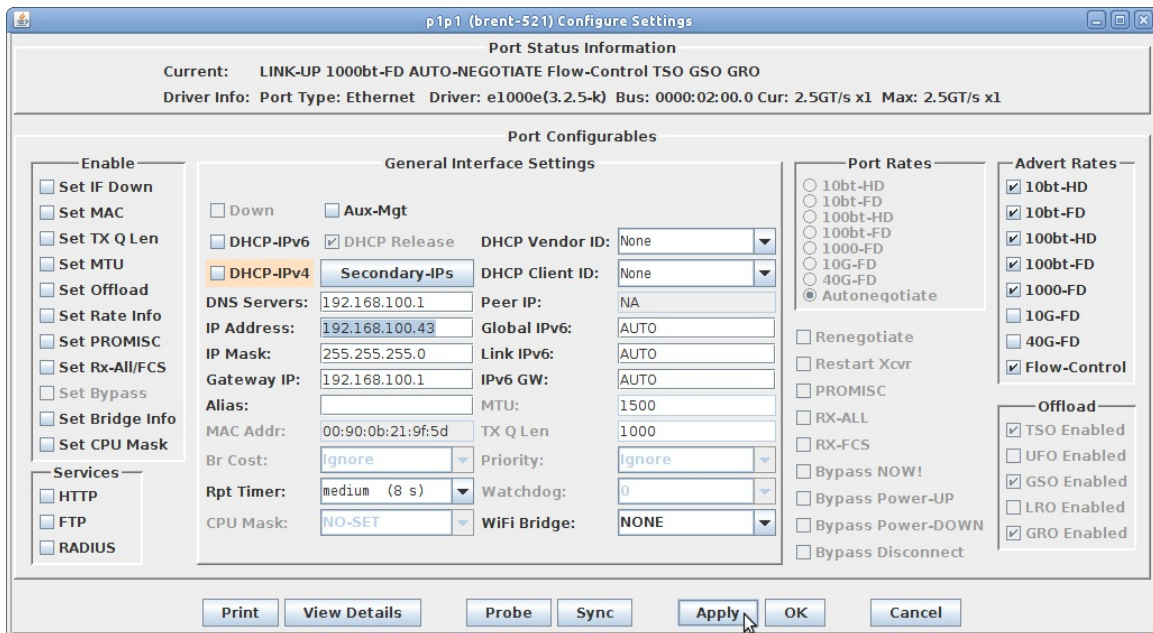 p1p1 (brent-521) Configure Settings
Port Status Information
Current: LINK-UP 1000bt-FD AUTO-NEGOTIATE Flow-Control TSO GSO GRO
Driver Info: Port Type: Ethernet Driver: e1000e(3.2.5-k) Bus: 0000:02:00.0 Cur: 2.5GT/s x1 Max: 2.5GT/s x1
Port Configurables
Enable
Set IF Down
Set MAC
Set TX Q Len
Set MTU
Set Offload
Set Rate Info
Set PROMISC
Set Rx-All/FCS
Set Bypass
Set Bridge Info
Set CPU Mask
Services
HTTP
FTP
RADIUS
General Interface Settings
Down Aux-Mgt
DHCP-IPv6 DHCP Release DHCP Vendor ID: None
DHCP-IPv4 Secondary-IPs DHCP Client ID: None
DNS Servers: 192.168.100.1 Peer IP: NA
IP Address: 192.168.100.43 Global IPv6: AUTO
IP Mask: 255.255.255.0 Link IPv6: AUTO
Gateway IP: 192.168.100.1 IPv6 GW: AUTO
Alias: MTU: 1500
MAC Addr: 00:90:0b:21:9f:5d TX Q Len 1000
Br Cost: Ignore Priority: Ignore
Rpt Timer: medium (8 s) Watchdog: 0
CPU Mask: NO-SET WiFi Bridge: NONE
Port Rates
10bt-HD
10bt-FD
100bt-HD
100bt-FD
1000-FD
10G-FD
40G-FD
Autonegotiate
Renegotiate
Restart Xcvr
PROMISC
RX-ALL
RX-FCS
Bypass NOW!
Bypass Power-UP
Bypass Power-DOWN
Bypass Disconnect
Advert Rates
10bt-HD
10bt-FD
100bt-HD
100bt-FD
1000-FD
10G-FD
40G-FD
Flow-Control
Offload
TSO Enabled
UFO Enabled
GSO Enabled
LRO Enabled
GRO Enabled
Print View Details Probe Sync Apply OK Cancel